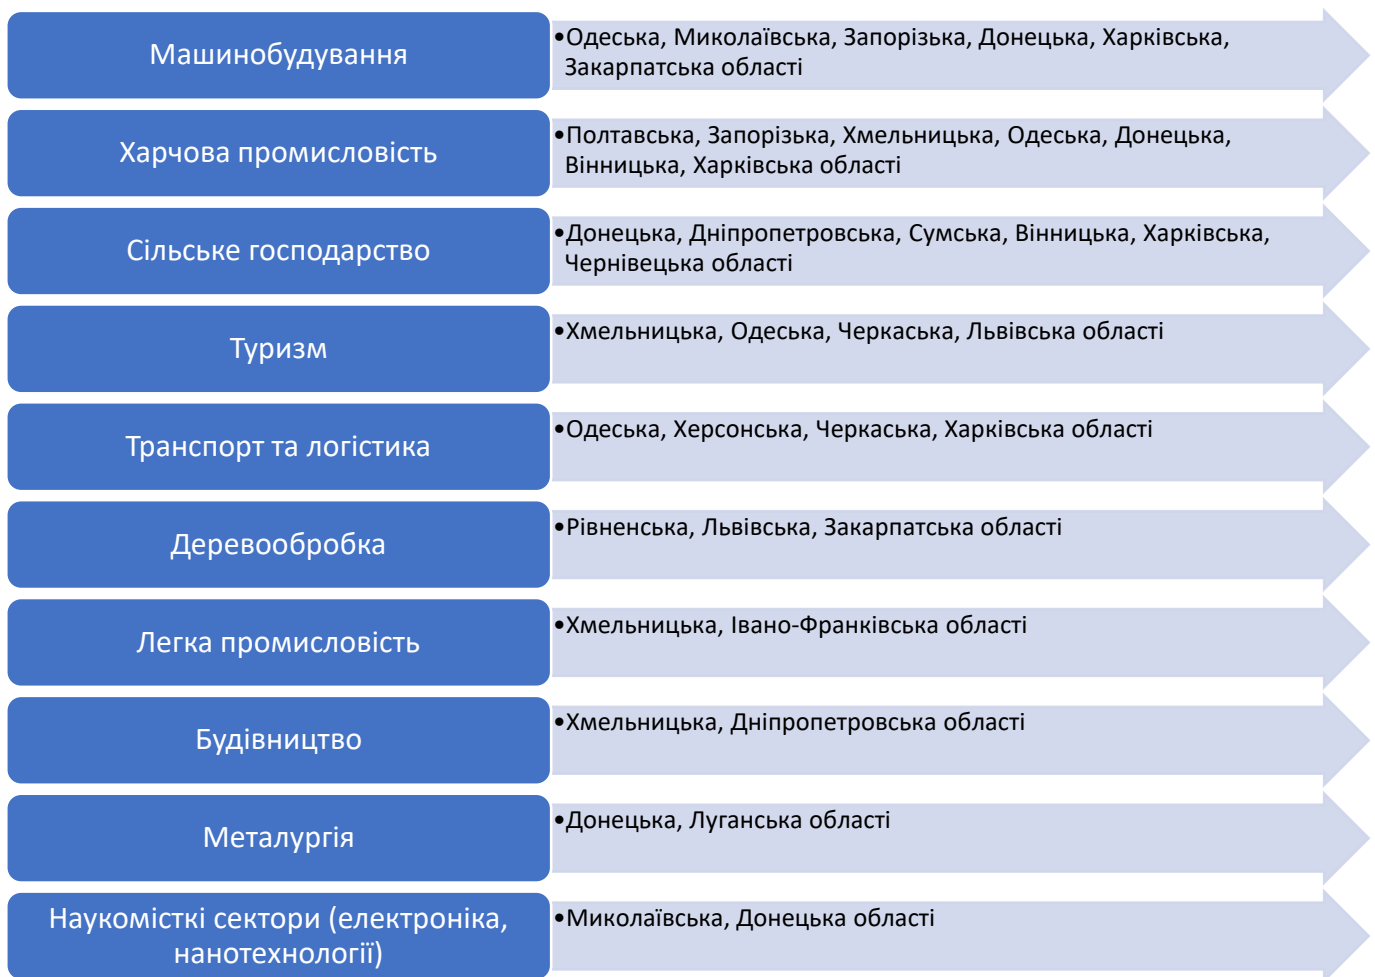 Машинобудування
•Одеська, Миколаївська, Запорізька, Донецька, Харківська,
Закарпатська області
Харчова промисловість
•Полтавська, Запорізька, Хмельницька, Одеська, Донецька,
Вінницька, Харківська області
Сільське господарство
•Донецька, Дніпропетровська, Сумська, Вінницька, Харківська,
Чернівецька області
Туризм
•Хмельницька, Одеська, Черкаська, Львівська області
Транспорт та логістика
•Одеська, Херсонська, Черкаська, Харківська області
Деревообробка
•Рівненська, Львівська, Закарпатська області
Легка промисловість
•Хмельницька, Івано-Франківська області
Будівництво
•Хмельницька, Дніпропетровська області
Металургія
•Донецька, Луганська області
Наукомісткі сектори (електроніка,
нанотехнології)
•Миколаївська, Донецька області